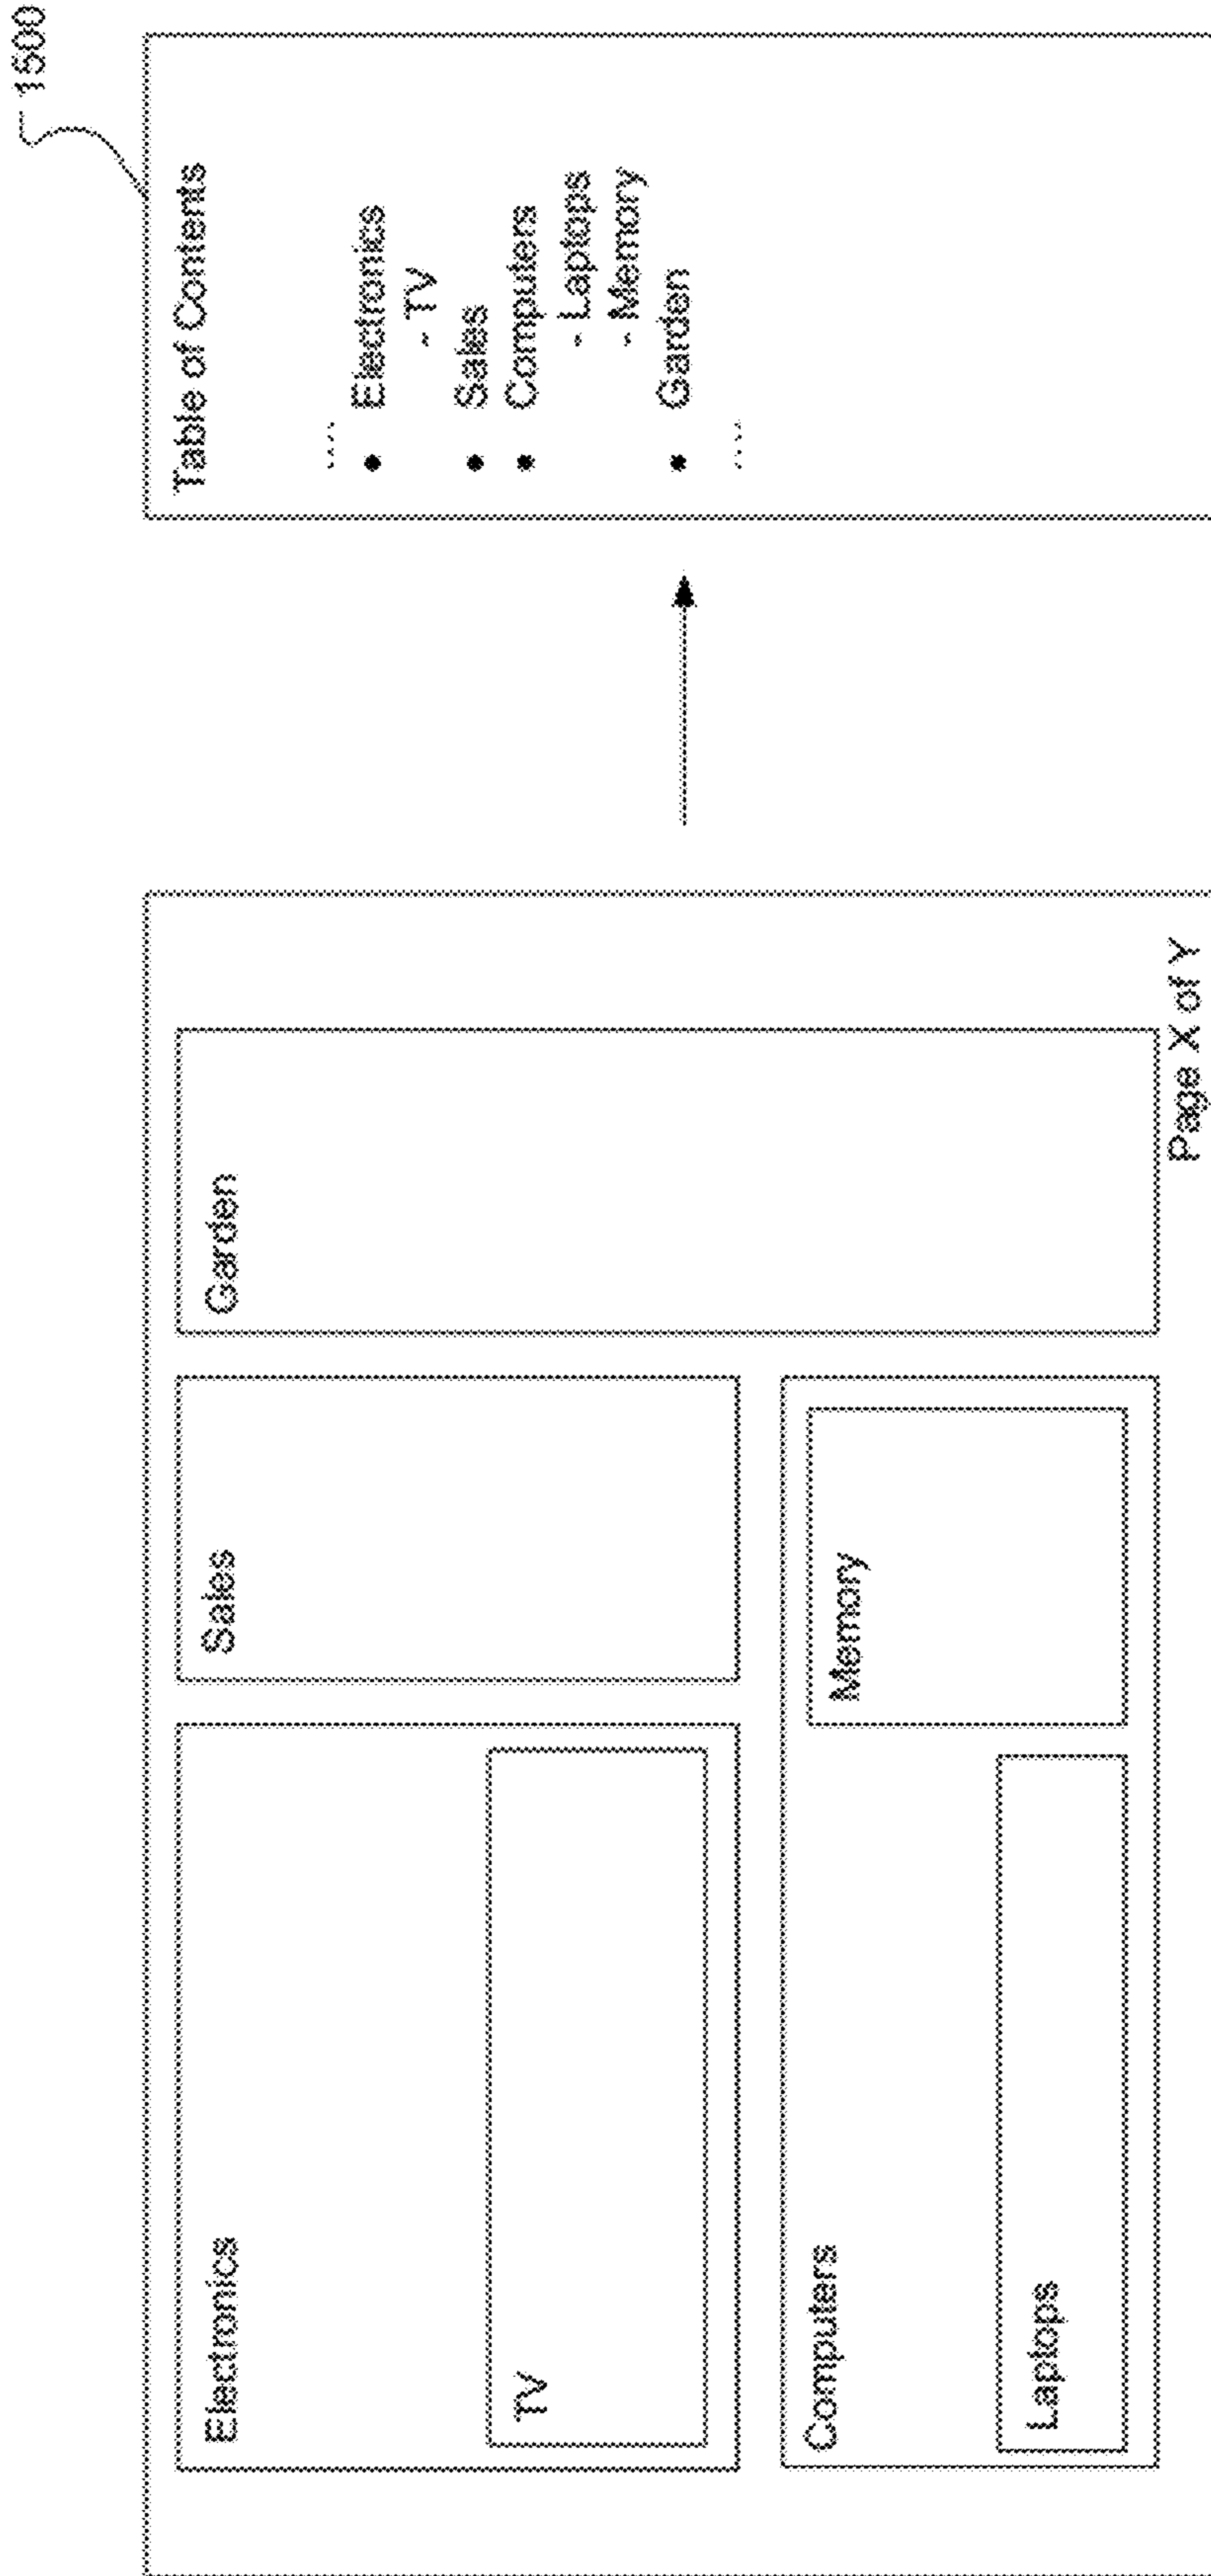 Electronics
TV
Sales
Garden
Computers
Laptops
Memory
Page X of Y
1500
Table of Contents
....
• Electronics
- TV
• Sales
• Computers
- Laptops
- Memory
• Garden
....